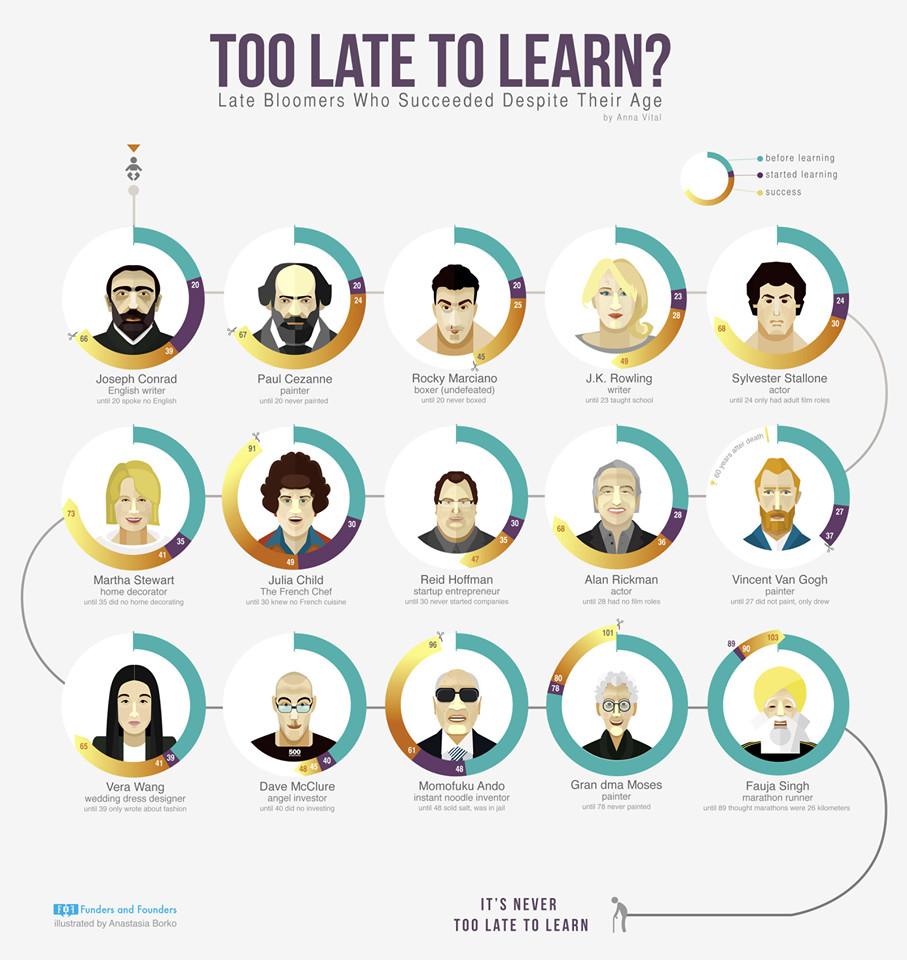 TOO LATE TO LEARN?
Late Bloomers Who Succeeded Despite Their Age
by Anna Vital
before learning
started learning
success
20
39
66
20
24
67
20
25
45
23
28
49
24
30
68
Joseph Conrad
English writer
until 20 spoke no English
Paul Cezanne
painter
until 20 never painted
Rocky Marciano
boxer (undefeated)
until 20 never boxed
J.K. Rowling
writer
until 23 taught school
Sylvester Stallone
actor
until 24 only had adult film roles
35
41
73
30
49
91
30
35
47
28
36
68
27
37
60 years after death
Martha Stewart
home decorator
until 35 did no home decorating
Julia Child
The French Chef
until 30 knew no French cuisine
Reid Hoffman
startup entrepreneur
until 30 never started companies
Alan Rickman
actor
until 28 had no film roles
Vincent Van Gogh
painter
until 27 did not paint, only drew
39
41
65
40
45
48
500
48
61
96
78
80
101
89
90
103
Vera Wang
wedding dress designer
until 39 only wrote about fashion
Dave McClure
angel investor
until 40 did no investing
Momofuku Ando
instant noodle inventor
until 48 sold salt, was in jail
Gran dma Moses
painter
until 78 never painted
Fauja Singh
marathon runner
until 89 thought marathons were 26 kilometers
Funders and Founders
illustrated by Anastasia Borko
IT'S NEVER
TOO LATE TO LEARN